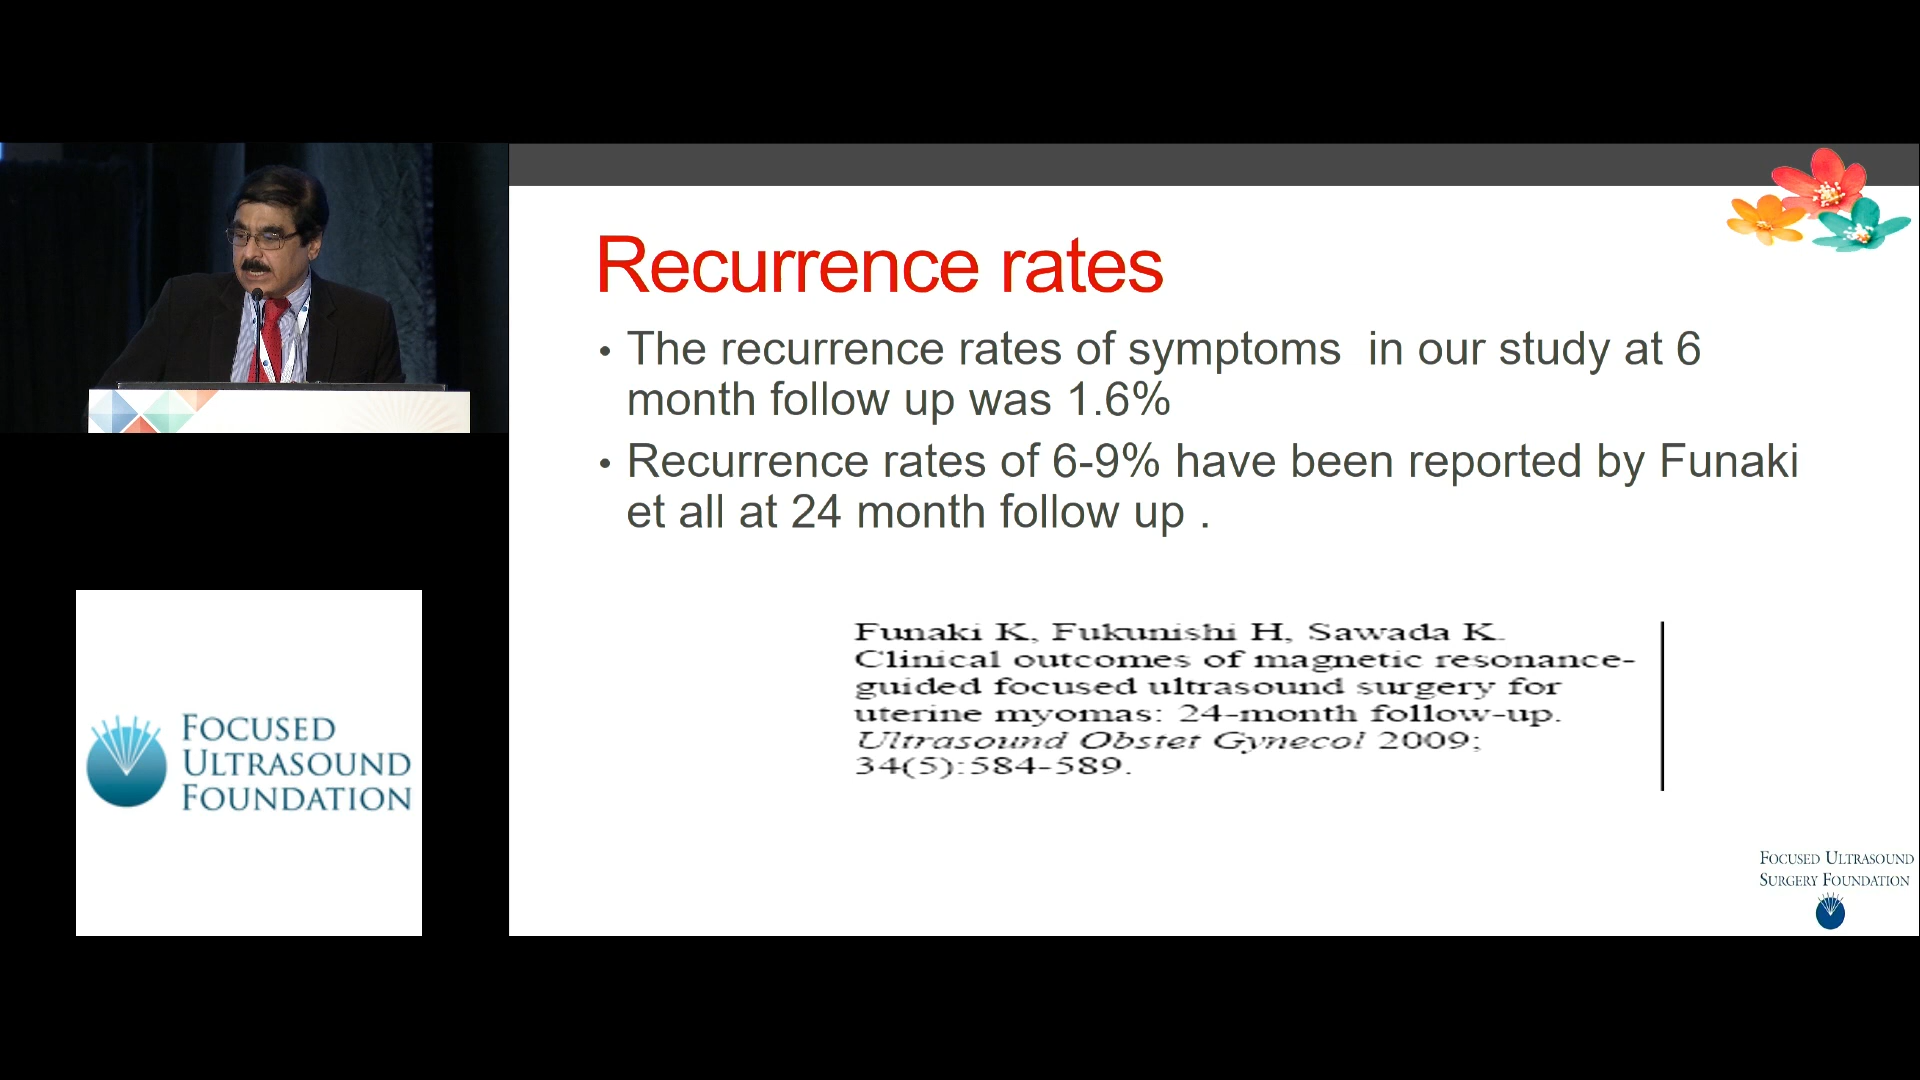 Recurrence rates
• The recurrence rates of symptoms in our study at 6
month follow up was 1.6%
• Recurrence rates of 6-9% have been reported by Funaki
et all at 24 month follow up .
Funaki K, Fukunishi H, Sawada K.
Clinical outcomes of magnetic resonance-
guided focused ultrasound surgery for
uterine myomas: 24-month follow-up.
Ultrasound Obstet Gynecol 2009;
34(5):584-589.
FOCUSED
ULTRASOUND
FOUNDATION
FOCUSED ULTRASOUND
SURGERY FOUNDATION